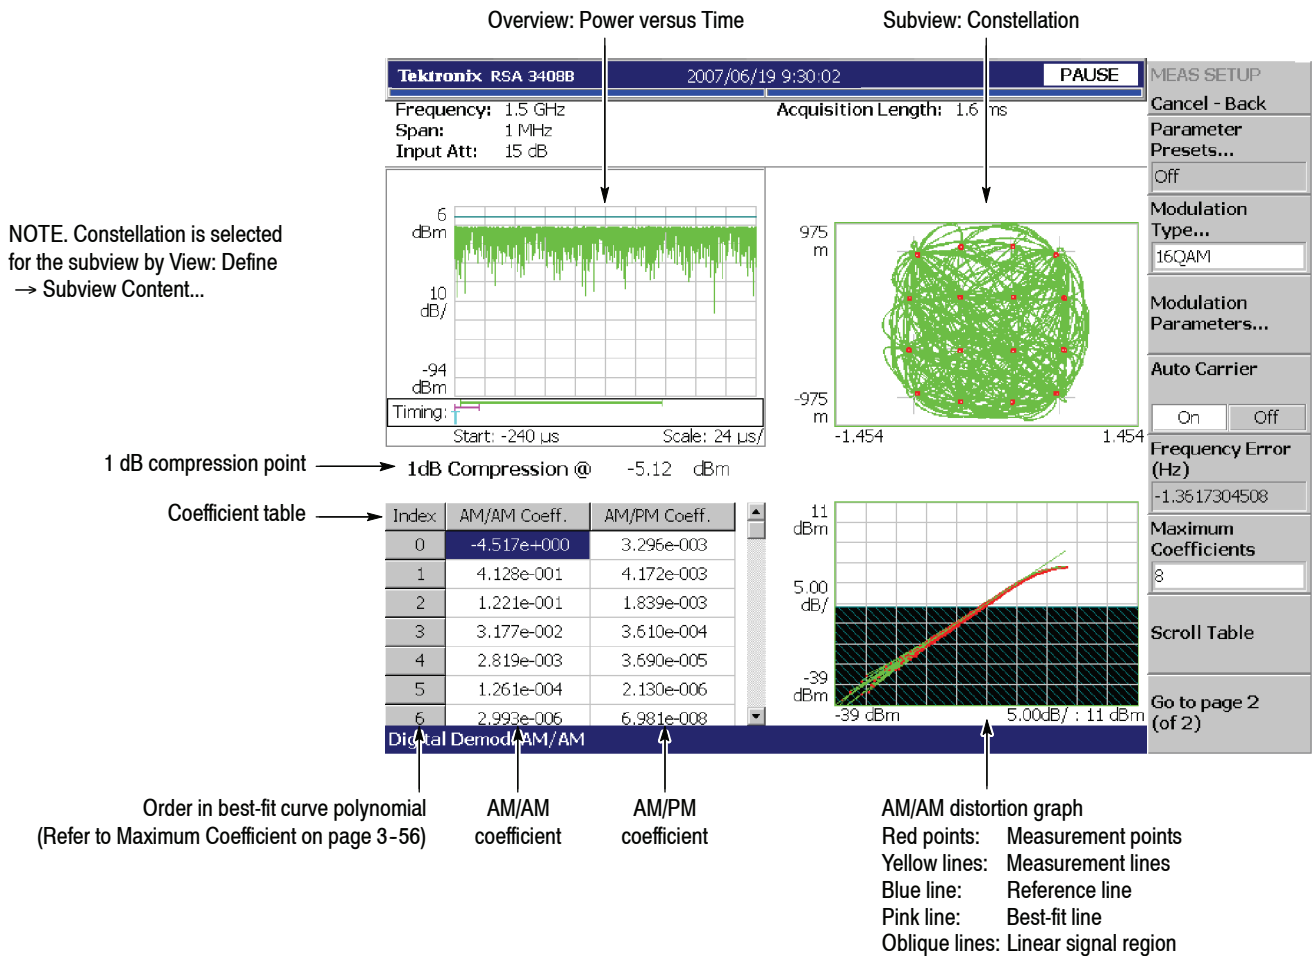 Overview: Power versus Time
Subview: Constellation
Tektronix RSA 3408B
2007/06/19 9:30:02
PAUSE
Frequency: 1.5 GHz
Acquisition Length: 1.6 ms
Span: 1 MHz
Input Att: 15 dB
NOTE. Constellation is selected
for the subview by View: Define
→ Subview Content...
6
dBm
10
dB/
-94
dBm
Timing:
Start: -240 µs
Scale: 24 µs/
975
m
-975
m
-1.454
1.454
1 dB compression point
1dB Compression @ -5.12 dBm
Coefficient table
Index AM/AM Coeff. AM/PM Coeff.
0 -4.517e+000 3.296e-003
1 4.128e-001 4.172e-003
2 1.221e-001 1.839e-003
3 3.177e-002 3.610e-004
4 2.819e-003 3.690e-005
5 1.261e-004 2.130e-006
6 2.993e-006 6.981e-008
11
dBm
5.00
dB/
-39
dBm
-39 dBm
5.00dB/ : 11 dBm
Digital Demod: AM/AM
MEAS SETUP
Cancel - Back
Parameter
Presets...
Off
Modulation
Type...
16QAM
Modulation
Parameters...
Auto Carrier
On Off
Frequency Error
(Hz)
-1.3617304508
Maximum
Coefficients
8
Scroll Table
Go to page 2
(of 2)
Order in best-fit curve polynomial
(Refer to Maximum Coefficient on page 3-56)
AM/AM
coefficient
AM/PM
coefficient
AM/AM distortion graph
Red points: Measurement points
Yellow lines: Measurement lines
Blue line: Reference line
Pink line: Best-fit line
Oblique lines: Linear signal region